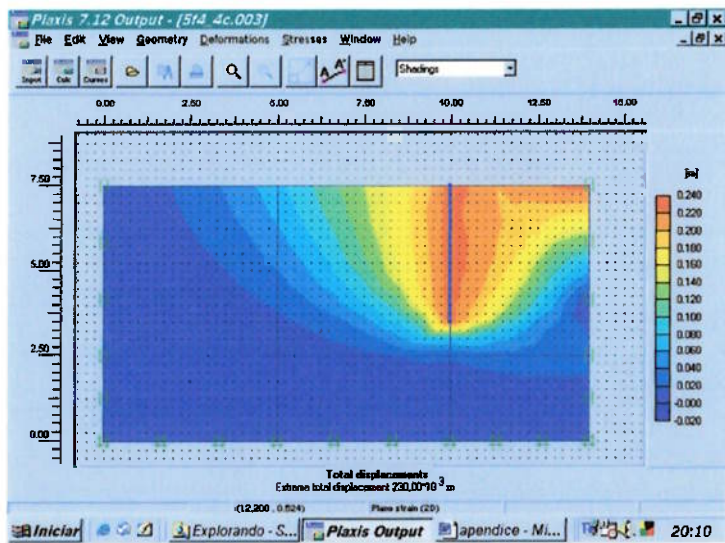 Plaxis 7.12 Output - [5f4_4c.003]
File Edit View Geometry Deformations Stresses Window Help
Input Calc Curves Shadings
0.00 2.50 5.00 7.50 10.00 12.50 15.00
7.50
5.00
2.50
0.00
[m]
0.240
0.220
0.200
0.180
0.160
0.140
0.120
0.100
0.080
0.060
0.040
0.020
-0.000
-0.020
Total displacements
Extreme total displacement 230,00*10⁻³ m
(12,200 , 0.524) Plane strain (2D)
Iniciar Explorando - S... Plaxis Output apendice - Mi... 20:10